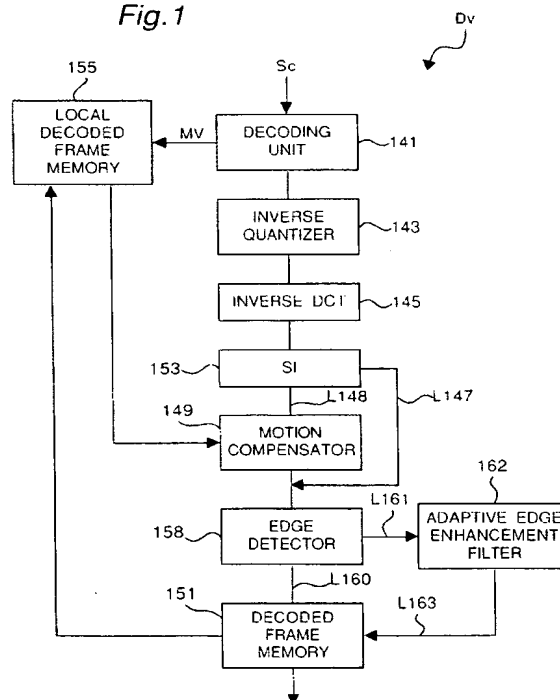 Fig.1
Dv
Sc
155
LOCAL
DECODED
FRAME
MEMORY
MV
DECODING
UNIT
141
INVERSE
QUANTIZER
143
INVERSE DCT
145
153
SI
L148
L147
149
MOTION
COMPENSATOR
162
L161
158
EDGE
DETECTOR
ADAPTIVE EDGE
ENHANCEMENT
FILTER
L160
151
L163
DECODED
FRAME
MEMORY